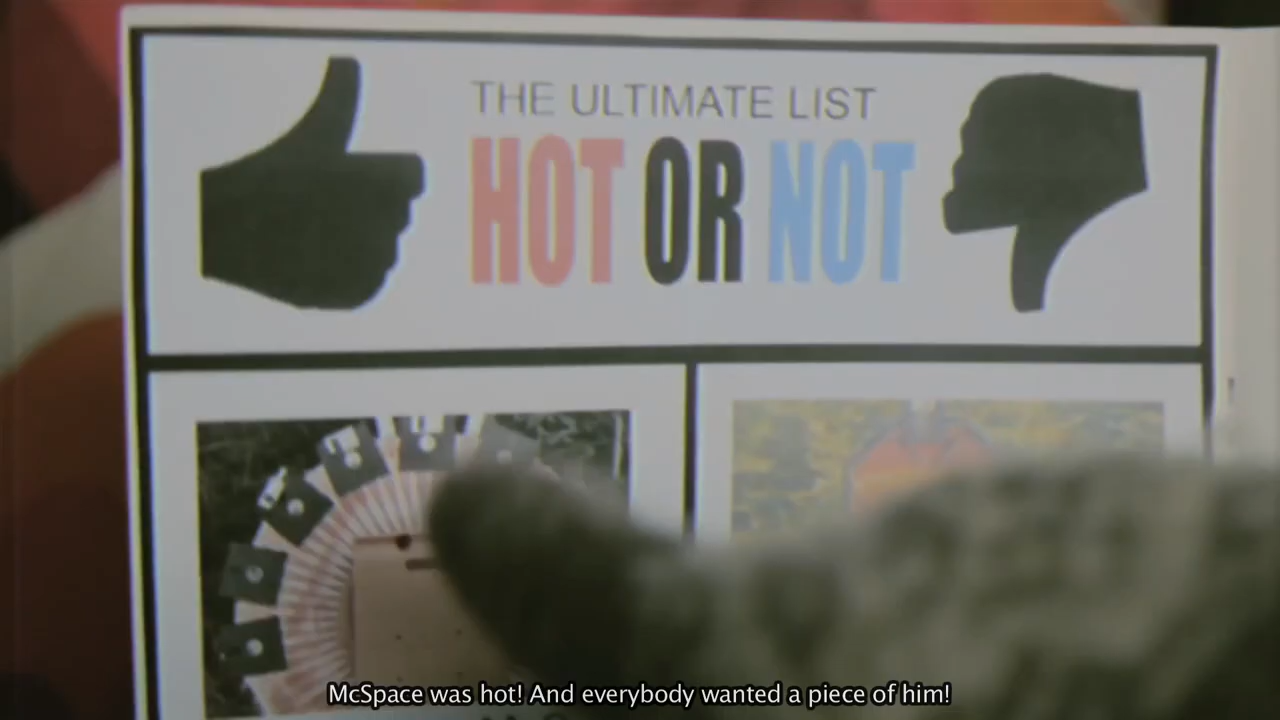 THE ULTIMATE LIST
HOT OR NOT
McSpace was hot! And everybody wanted a piece of him!